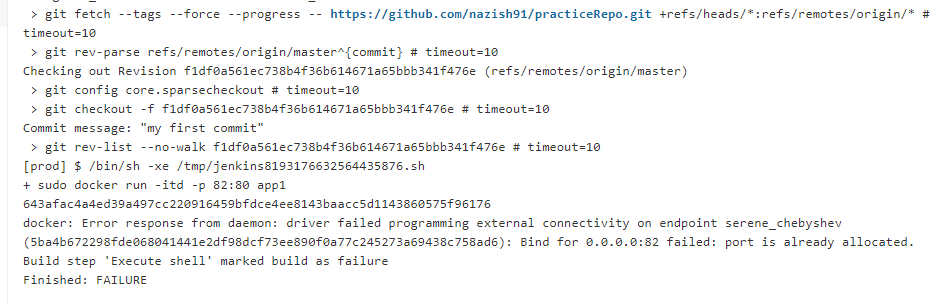 > git fetch --tags --force --progress -- https://github.com/nazish91/practiceRepo.git +refs/heads/*:refs/remotes/origin/* #
timeout=10
> git rev-parse refs/remotes/origin/master^{commit} # timeout=10
Checking out Revision f1df0a561ec738b4f36b614671a65bbb341f476e (refs/remotes/origin/master)
> git config core.sparsecheckout # timeout=10
> git checkout -f f1df0a561ec738b4f36b614671a65bbb341f476e # timeout=10
Commit message: "my first commit"
> git rev-list --no-walk f1df0a561ec738b4f36b614671a65bbb341f476e # timeout=10
[prod] $ /bin/sh -xe /tmp/jenkins8193176632564435876.sh
+ sudo docker run -itd -p 82:80 app1
643afac4a4ed39a497cc220916459bfdce4ee8143baacc5d1143860575f96176
docker: Error response from daemon: driver failed programming external connectivity on endpoint serene_chebyshev
(5ba4b672298fde068041441e2df98dcf73ee890f0a77c245273a69438c758ad6): Bind for 0.0.0.0:82 failed: port is already allocated.
Build step 'Execute shell' marked build as failure
Finished: FAILURE